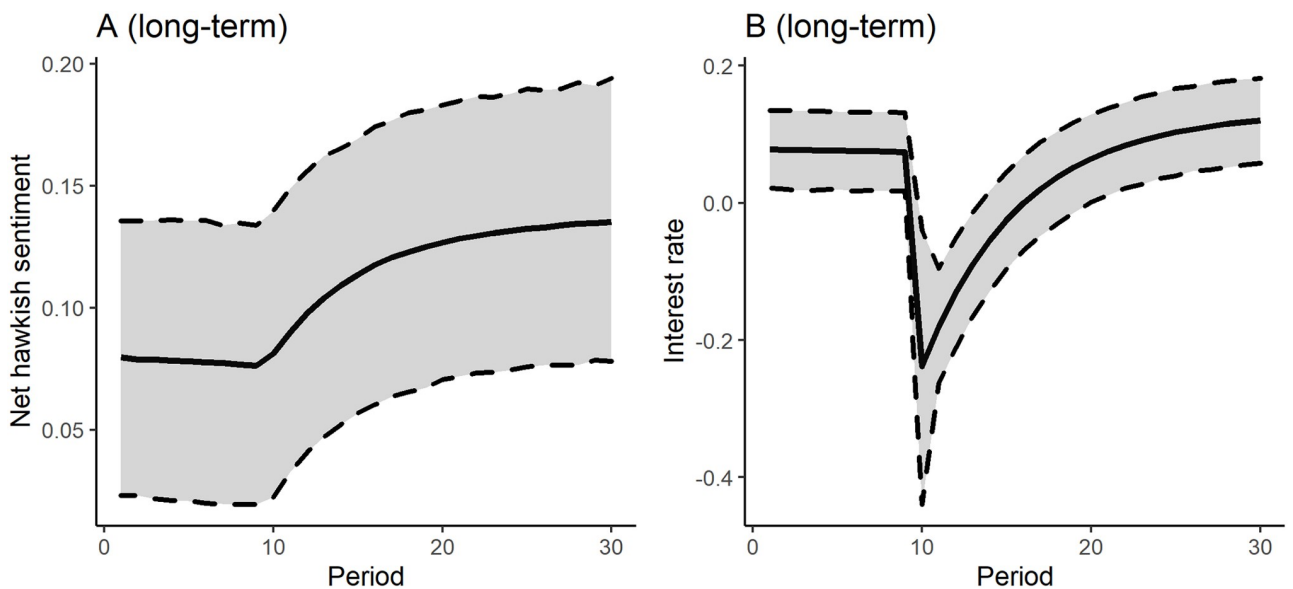 A (long-term)
0.20
0.15
0.10
0.05
Net hawkish sentiment
0
10
20
30
Period
B (long-term)
0.2
0.0
-0.2
-0.4
Interest rate
0
10
20
30
Period